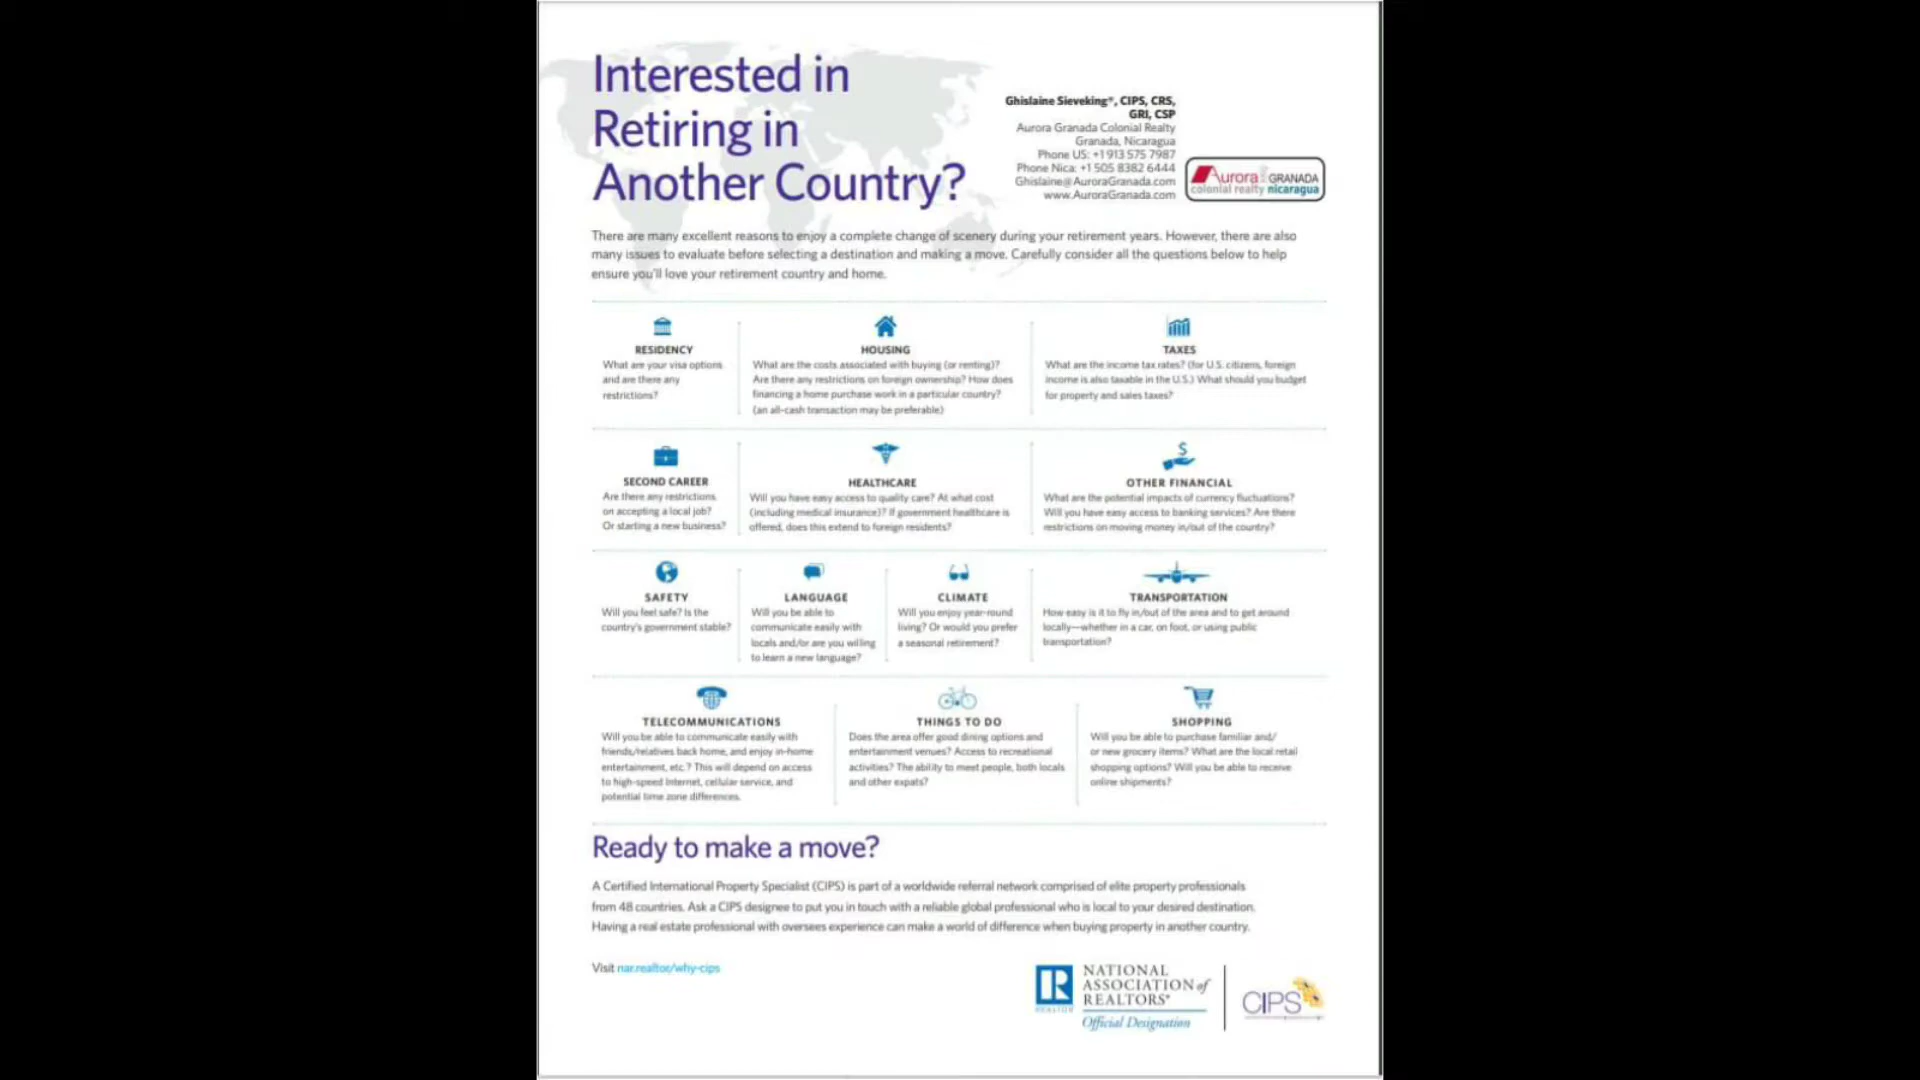 Interested in
Retiring in
Another Country?
Ghislaine Sieveking®, CIPS, CRS,
GRI, CSP
Aurora Granada Colonial Realty
Granada, Nicaragua
Phone US: +1 913 575 7987
Phone Nica: +1 505 8382 6444
Ghislaine@AuroraGranada.com
www.AuroraGranada.com
Aurora GRANADA
colonial realty nicaragua
There are many excellent reasons to enjoy a complete change of scenery during your retirement years. However, there are also
many issues to evaluate before selecting a destination and making a move. Carefully consider all the questions below to help
ensure you'll love your retirement country and home.
RESIDENCY
What are your visa options
and are there any
restrictions?
HOUSING
What are the costs associated with buying (or renting)?
Are there any restrictions on foreign ownership? How does
financing a home purchase work in a particular country?
(an all-cash transaction may be preferable)
TAXES
What are the income tax rates? (for U.S. citizens, foreign
income is also taxable in the U.S.) What should you budget
for property and sales taxes?
SECOND CAREER
Are there any restrictions
on accepting a local job?
Or starting a new business?
HEALTHCARE
Will you have easy access to quality care? At what cost
(including medical insurance)? If government healthcare is
offered, does this extend to foreign residents?
OTHER FINANCIAL
What are the potential impacts of currency fluctuations?
Will you have easy access to banking services? Are there
restrictions on moving money in/out of the country?
SAFETY
Will you feel safe? Is the
country's government stable?
LANGUAGE
Will you be able to
communicate easily with
locals and/or are you willing
to learn a new language?
CLIMATE
Will you enjoy year-round
living? Or would you prefer
a seasonal retirement?
TRANSPORTATION
How easy is it to fly in/out of the area and to get around
locally—whether in a car, on foot, or using public
transportation?
TELECOMMUNICATIONS
Will you be able to communicate easily with
friends/relatives back home, and enjoy in-home
entertainment, etc.? This will depend on access
to high-speed Internet, cellular service, and
potential time zone differences.
THINGS TO DO
Does the area offer good dining options and
entertainment venues? Access to recreational
activities? The ability to meet people, both locals
and other expats?
SHOPPING
Will you be able to purchase familiar and/
or new grocery items? What are the local retail
shopping options? Will you be able to receive
online shipments?
Ready to make a move?
A Certified International Property Specialist (CIPS) is part of a worldwide referral network comprised of elite property professionals
from 48 countries. Ask a CIPS designee to put you in touch with a reliable global professional who is local to your desired destination.
Having a real estate professional with oversees experience can make a world of difference when buying property in another country.
Visit nar.realtor/why-cips
REALTOR
NATIONAL
ASSOCIATION of
REALTORS®
Official Designation
CIPS